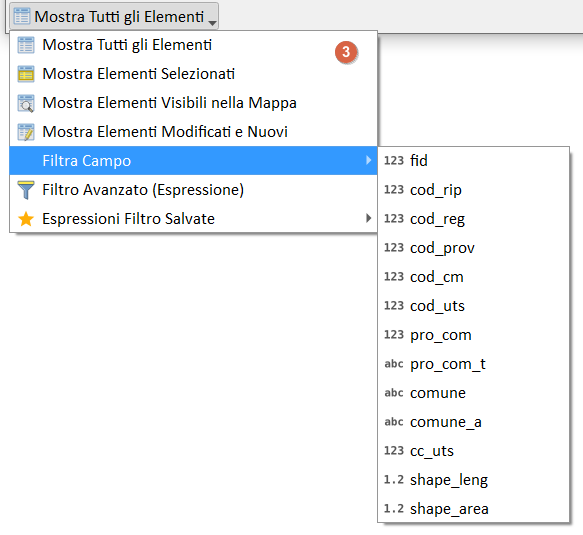 Mostra Tutti gli Elementi
Mostra Tutti gli Elementi
3
Mostra Elementi Selezionati
Mostra Elementi Visibili nella Mappa
Mostra Elementi Modificati e Nuovi
Filtra Campo
Filtro Avanzato (Espressione)
Espressioni Filtro Salvate
123 fid
123 cod_rip
123 cod_reg
123 cod_prov
123 cod_cm
123 cod_uts
123 pro_com
abc pro_com_t
abc comune
abc comune_a
123 cc_uts
1.2 shape_leng
1.2 shape_area